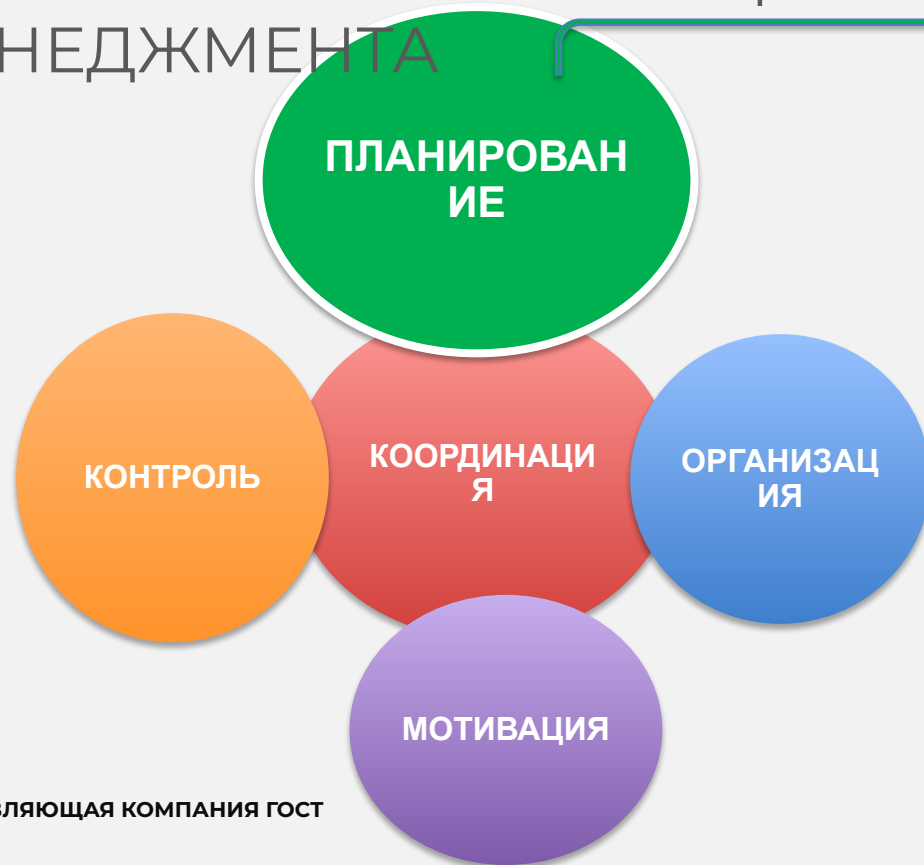 НЕДЖМЕНТА
ПЛАНИРОВАН
ИЕ
КОНТРОЛЬ
КООРДИНАЦИ
Я
ОРГАНИЗАЦ
ИЯ
МОТИВАЦИЯ
ВЛЯЮЩАЯ КОМПАНИЯ ГОСТ